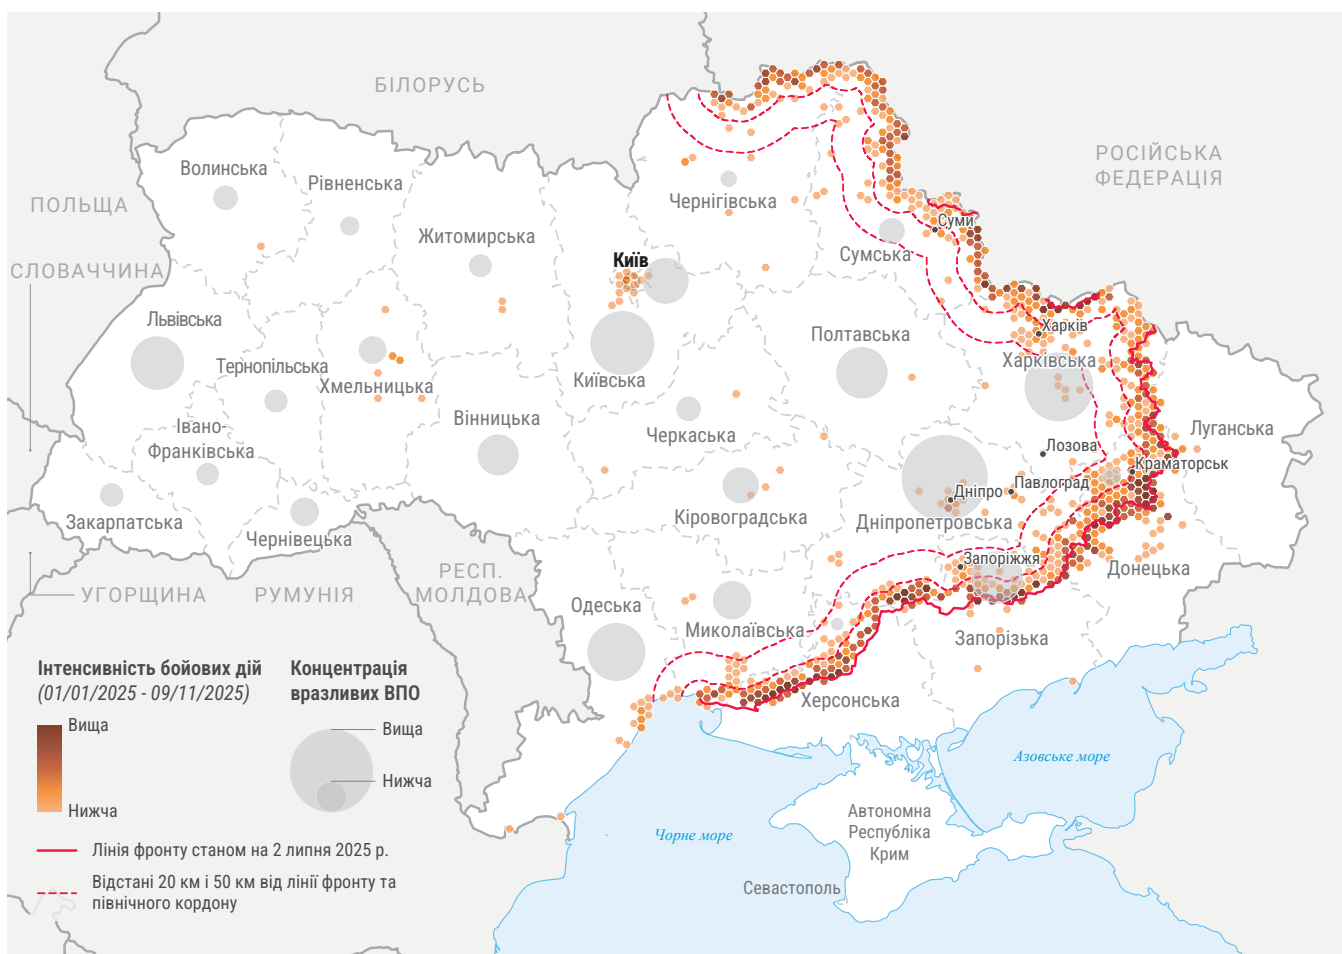 БІЛОРУСЬ
РОСІЙСЬКА
ФЕДЕРАЦІЯ
ПОЛЬЩА
СЛОВАЧЧИНА
УГОРЩИНА
РУМУНІЯ
РЕСП.
МОЛДОВА
Волинська
Рівненська
Житомирська
Київ
Чернігівська
Суми
Сумська
Львівська
Тернопільська
Хмельницька
Київська
Полтавська
Харків
Харківська
Івано-
Франківська
Вінницька
Черкаська
Лозова
Луганська
Краматорськ
Павлоград
Дніпро
Дніпропетровська
Закарпатська
Чернівецька
Кіровоградська
Запоріжжя
Донецька
Одеська
Миколаївська
Запорізька
Херсонська
Азовське море
Чорне море
Автономна
Республіка
Крим
Севастополь
Інтенсивність бойових дій
(01/01/2025 - 09/11/2025)
Вища
Нижча
Концентрація
вразливих ВПО
Вища
Нижча
Лінія фронту станом на 2 липня 2025 р.
Відстані 20 км і 50 км від лінії фронту та
північного кордону